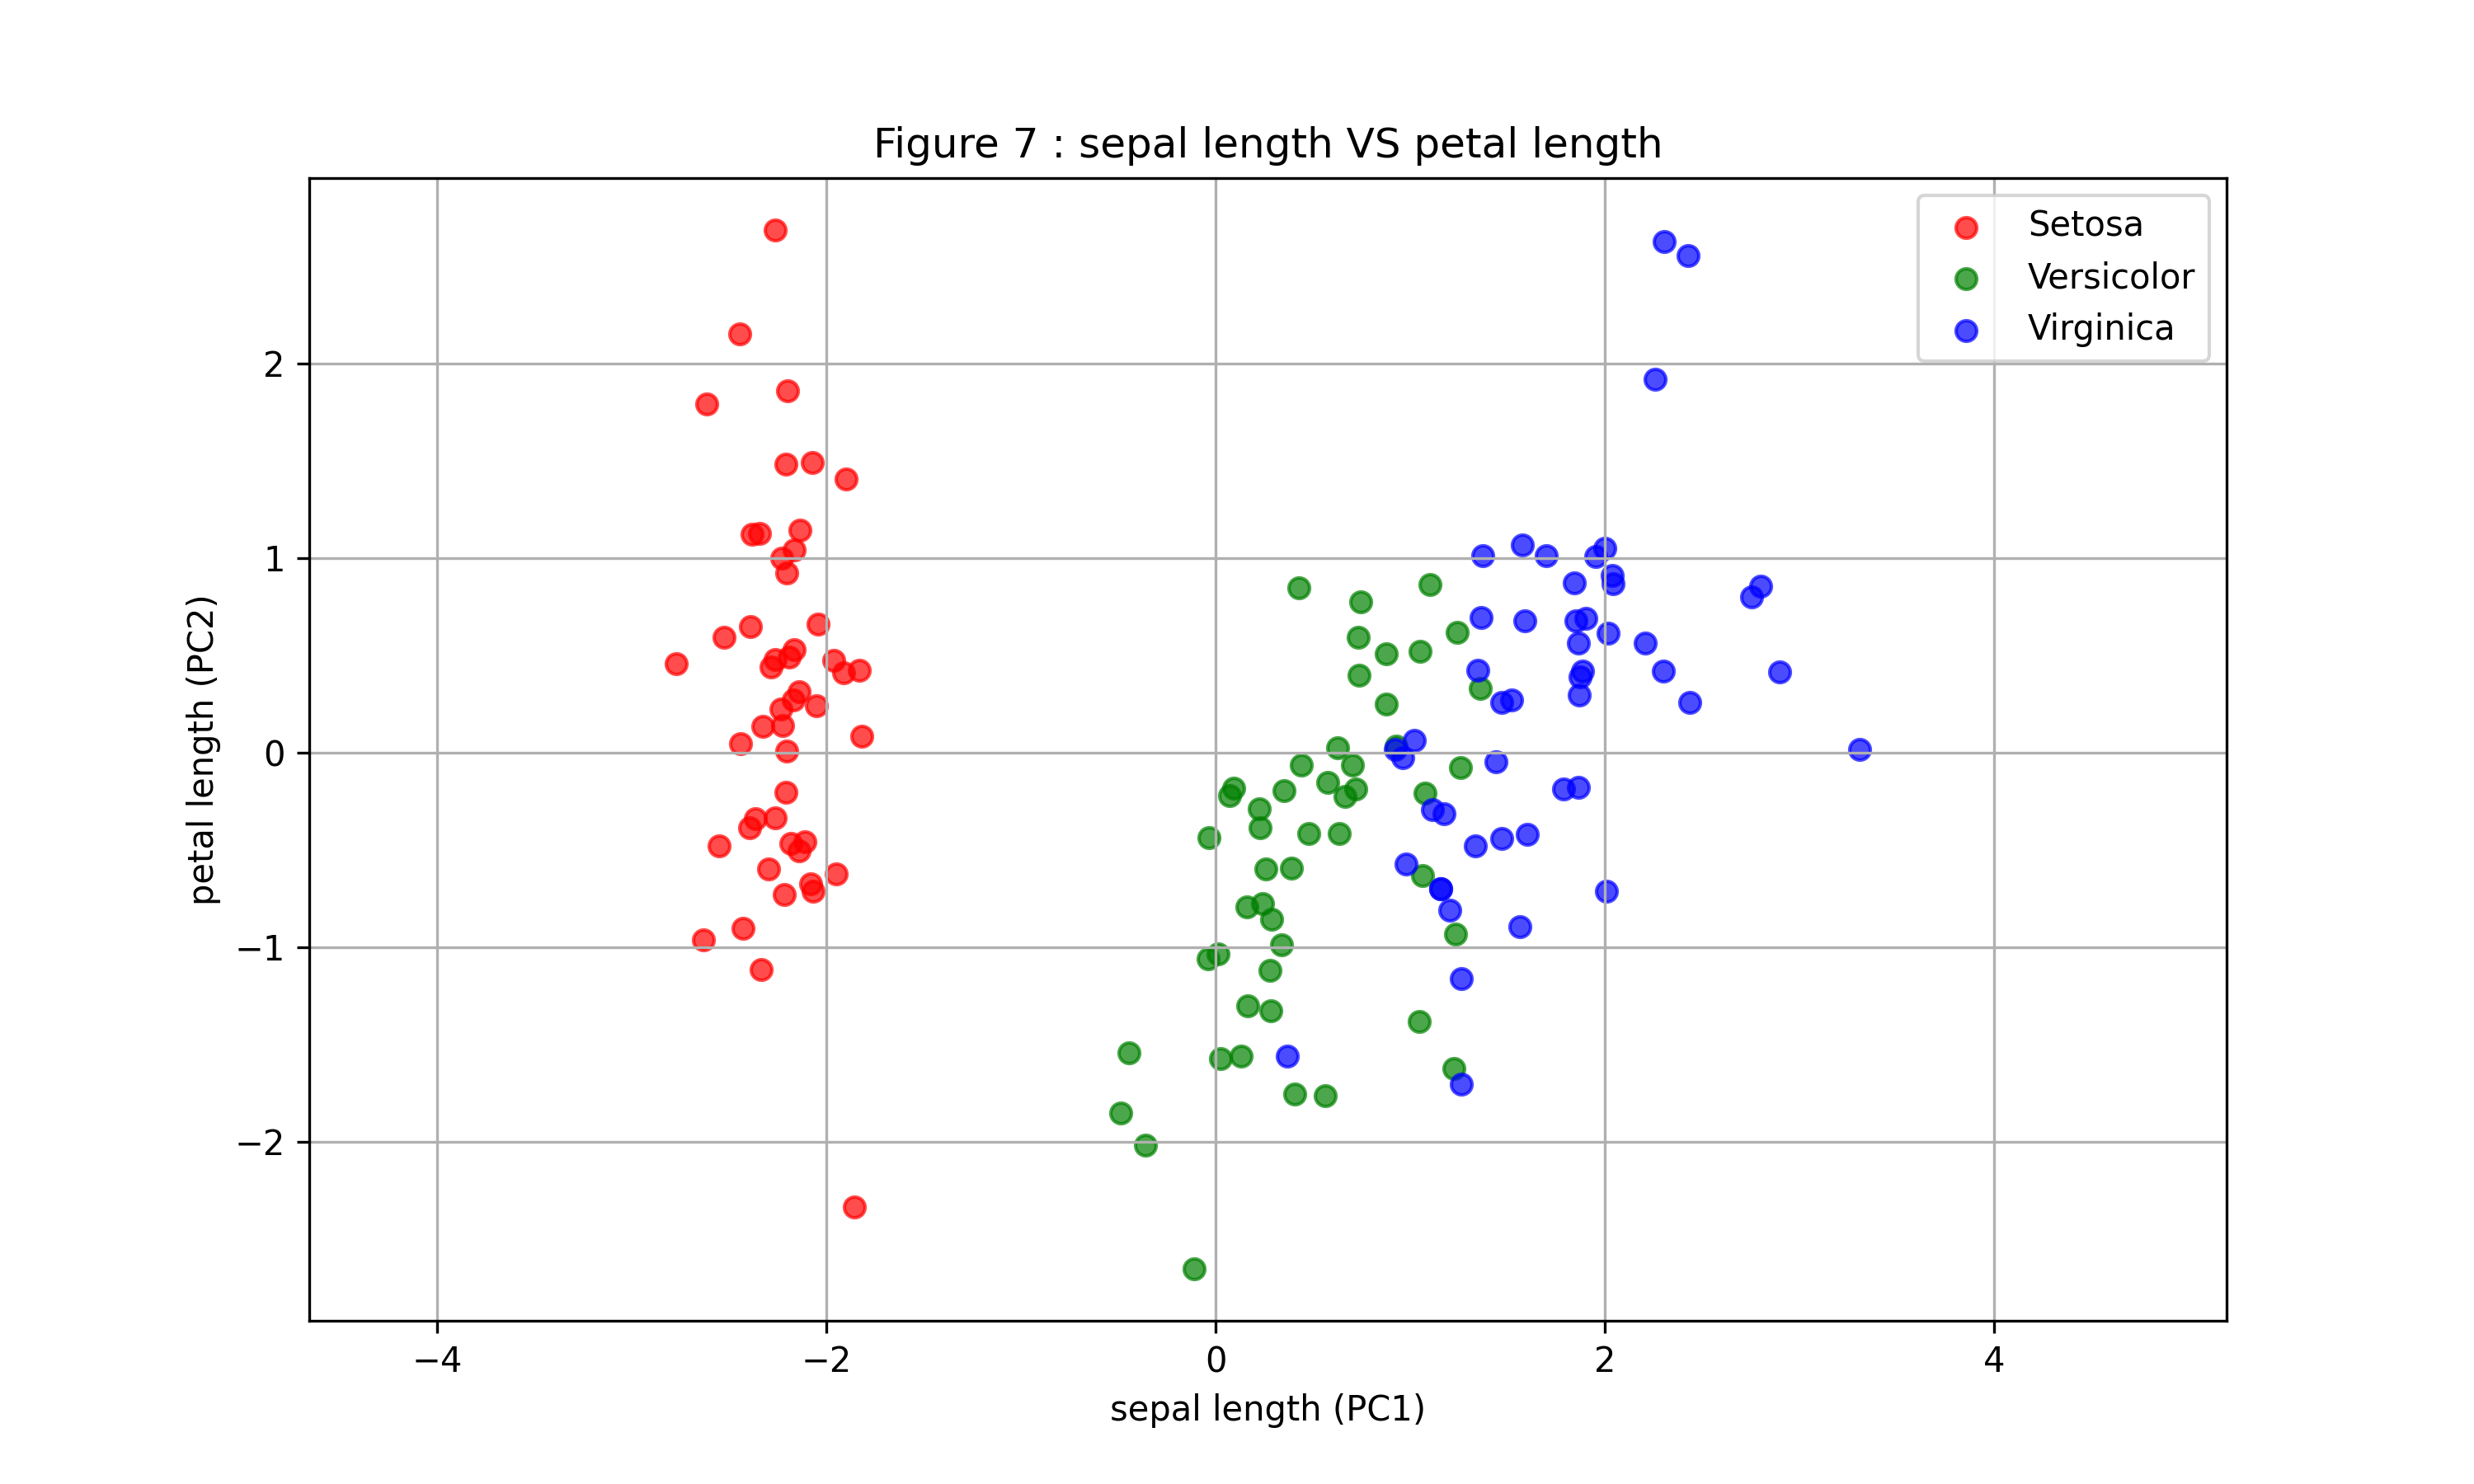 Figure 7 : sepal length VS petal length
Setosa
Versicolor
Virginica
petal length (PC2)
2
1
0
−1
−2
−4
−2
0
2
4
sepal length (PC1)